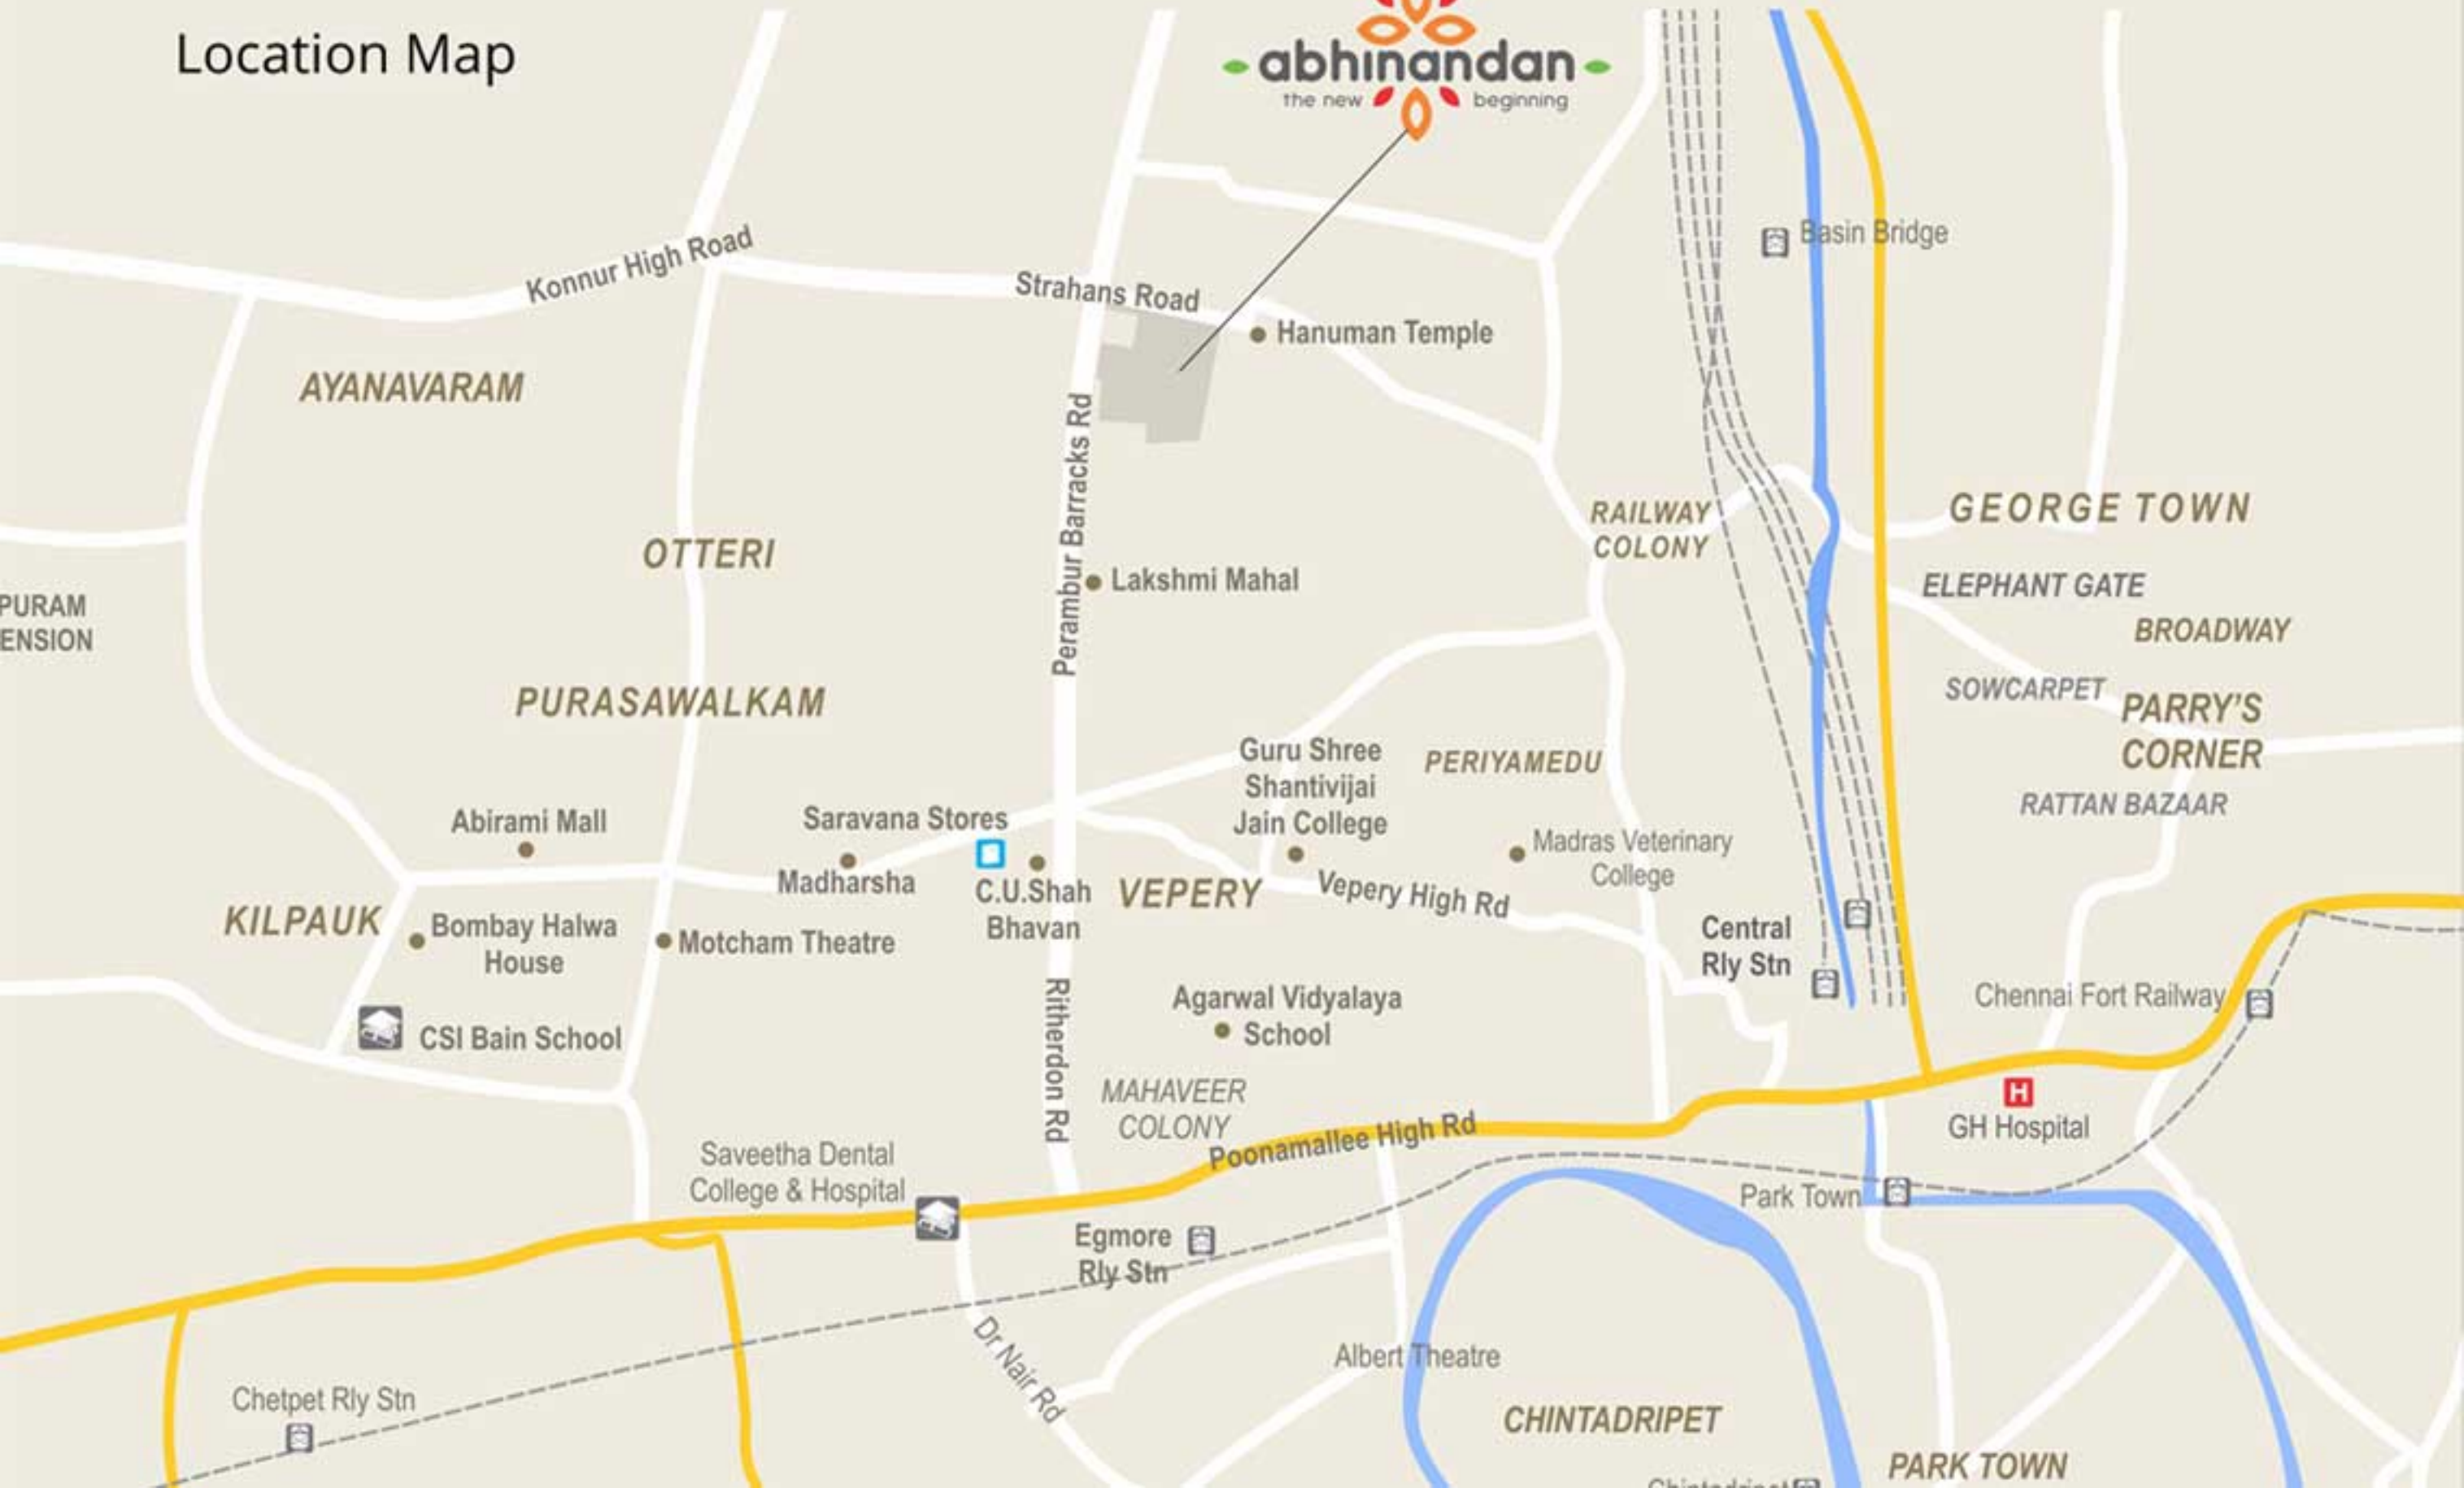 Location Map
abhinandan
the new beginning
Basin Bridge
Konnur High Road
Strahans Road
Hanuman Temple
AYANAVARAM
Perambur Barracks Rd
OTTERI
RAILWAY
COLONY
GEORGE TOWN
ELEPHANT GATE
BROADWAY
Lakshmi Mahal
PURAM
ENSION
PURASAWALKAM
SOWCARPET
PARRY'S
CORNER
RATTAN BAZAAR
Guru Shree
Shantivijai
Jain College
PERIYAMEDU
Abirami Mall
Saravana Stores
Madharsha
C.U.Shah
Bhavan
VEPERY
Vepery High Rd
Madras Veterinary
College
KILPAUK
Bombay Halwa
House
Motcham Theatre
Central
Rly Stn
CSI Bain School
Ritherdon Rd
Agarwal Vidyalaya
School
Chennai Fort Railway
MAHAVEER
COLONY
Poonamallee High Rd
H
GH Hospital
Saveetha Dental
College & Hospital
Park Town
Egmore
Rly Stn
Dr Nair Rd
Albert Theatre
Chetpet Rly Stn
CHINTADRIPET
PARK TOWN